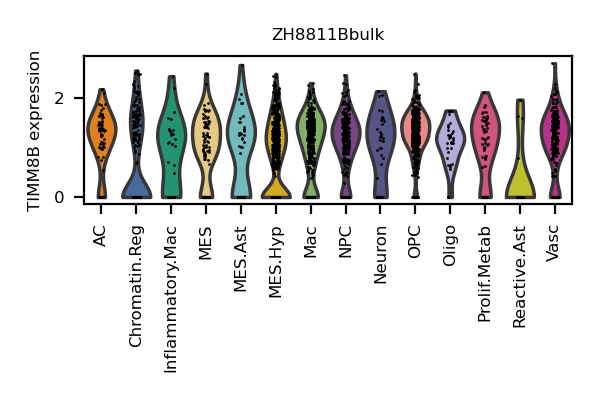 ZH8811Bbulk
TIMM8B expression
2
0
AC
Chromatin.Reg
Inflammatory.Mac
MES
MES.Ast
MES.Hyp
Mac
NPC
Neuron
OPC
Oligo
Prolif.Metab
Reactive.Ast
Vasc